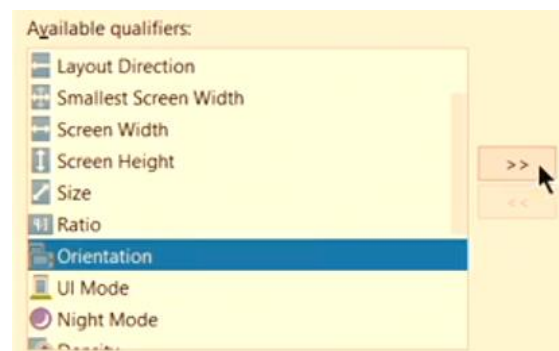 Available qualifiers:
Layout Direction
Smallest Screen Width
Screen Width
Screen Height
>>
Size
<<
Ratio
Orientation
UI Mode
Night Mode